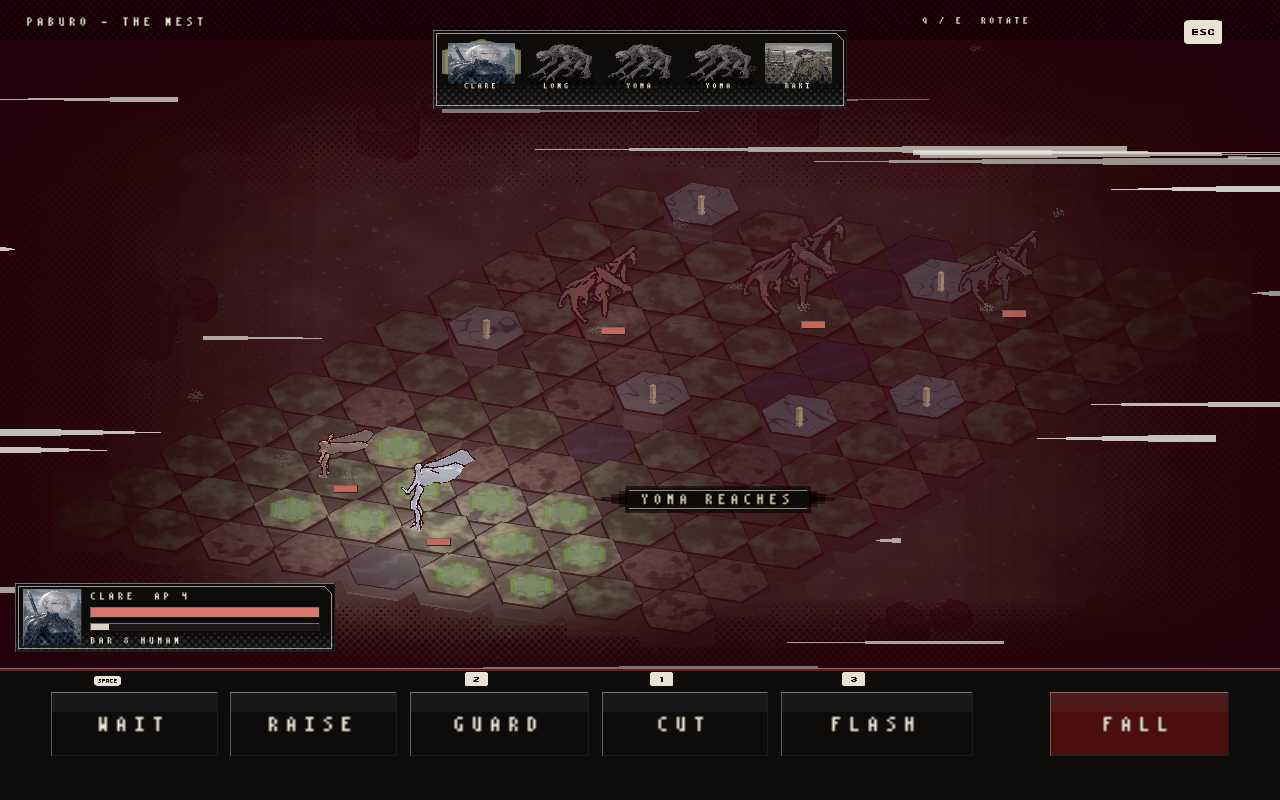 PABURO - THE NEST
Q / E ROTATE
ESC
CLARE
LONG
YOMA
YOMA
RAKI
YOMA REACHES
CLARE AP 4
BAR 8 HUMAN
SPACE
2
1
3
WAIT
RAISE
GUARD
CUT
FLASH
FALL